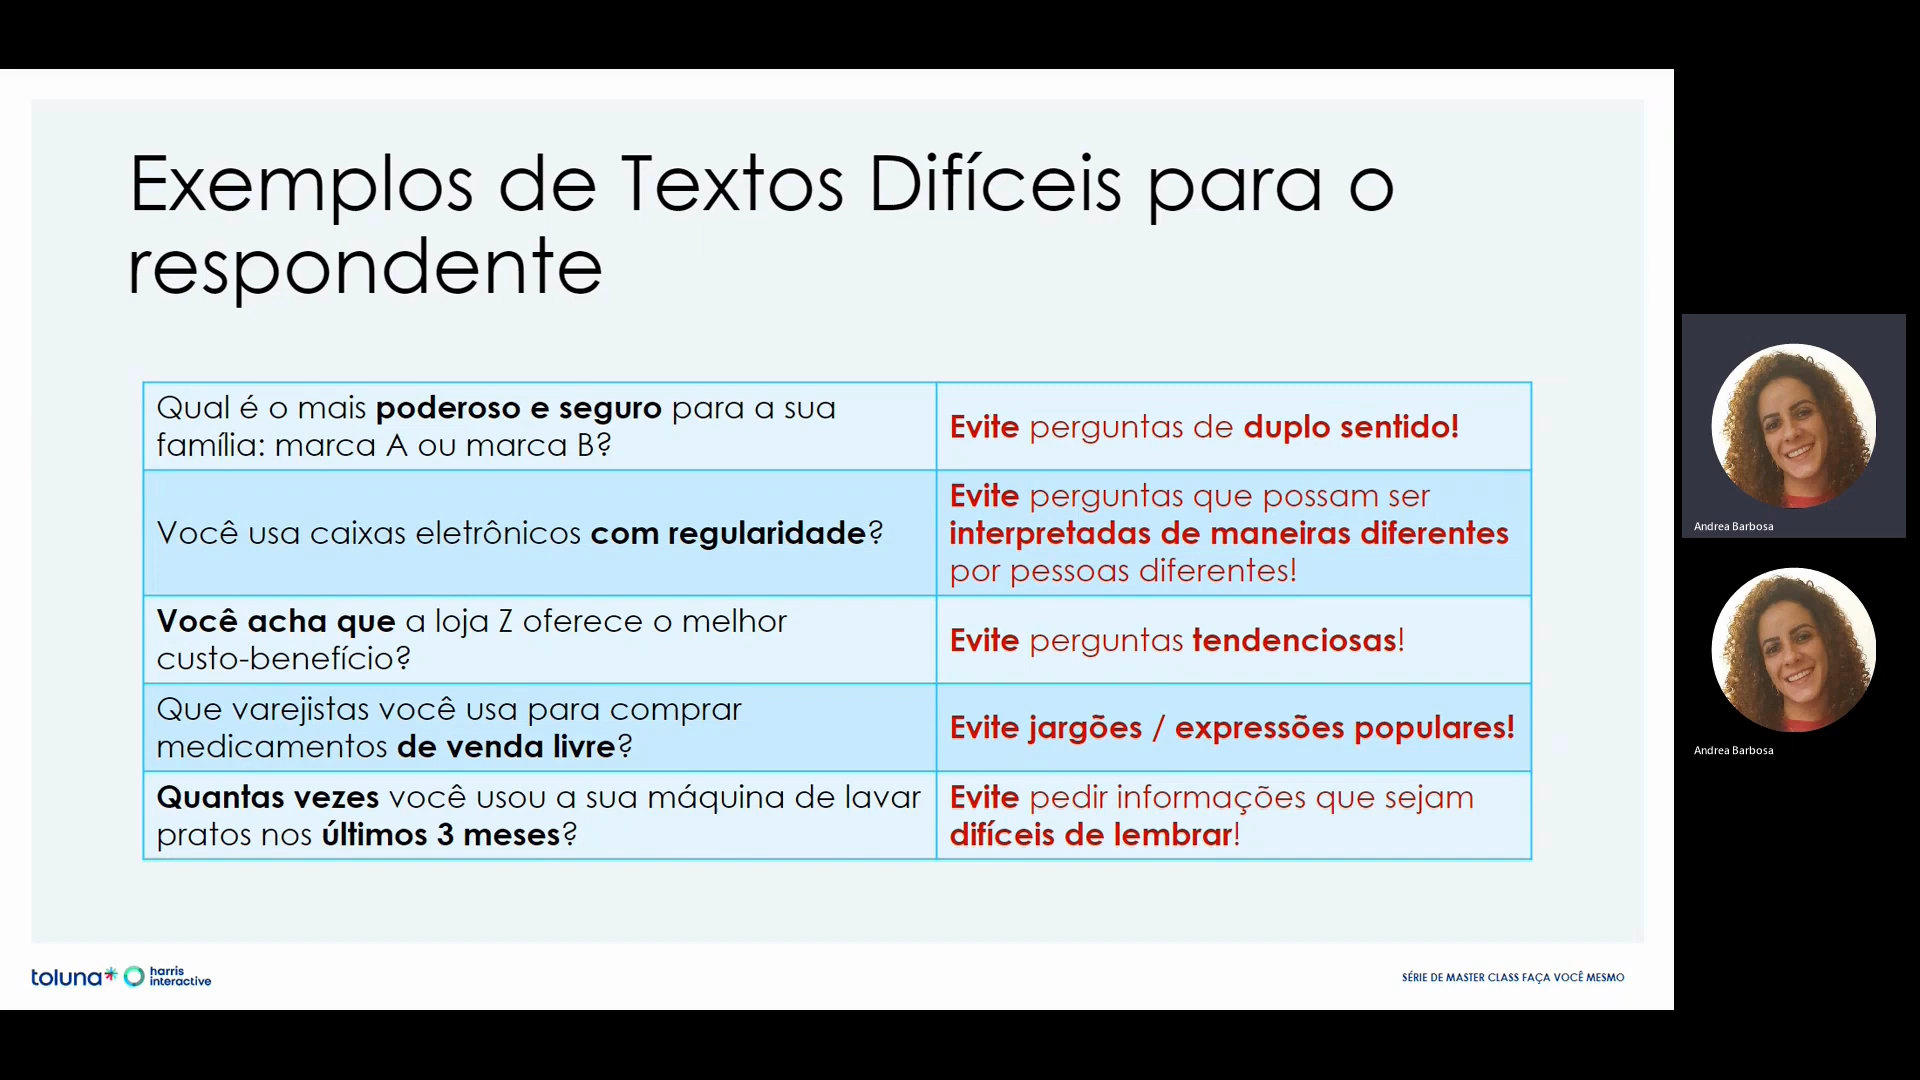 Exemplos de Textos Difíceis para o
respondente
Qual é o mais poderoso e seguro para a sua
família: marca A ou marca B?
Evite perguntas de duplo sentido!
Você usa caixas eletrônicos com regularidade?
Evite perguntas que possam ser
interpretadas de maneiras diferentes
por pessoas diferentes!
Você acha que a loja Z oferece o melhor
custo-benefício?
Evite perguntas tendenciosas!
Que varejistas você usa para comprar
medicamentos de venda livre?
Evite jargões / expressões populares!
Quantas vezes você usou a sua máquina de lavar
pratos nos últimos 3 meses?
Evite pedir informações que sejam
difíceis de lembrar!
toluna* harris
interactive
SÉRIE DE MASTER CLASS FAÇA VOCÊ MESMO
Andrea Barbosa
Andrea Barbosa